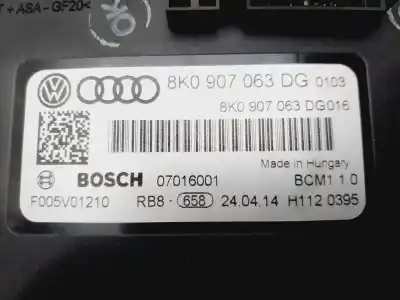 T+ASA-GF20<
OK
8K0 907 063 DG 0103
8K0 907 063 DG016
Made in Hungary
BOSCH 07016001 BCM1 1.0
F005V01210 RB8- 658 24.04.14 H112 0395